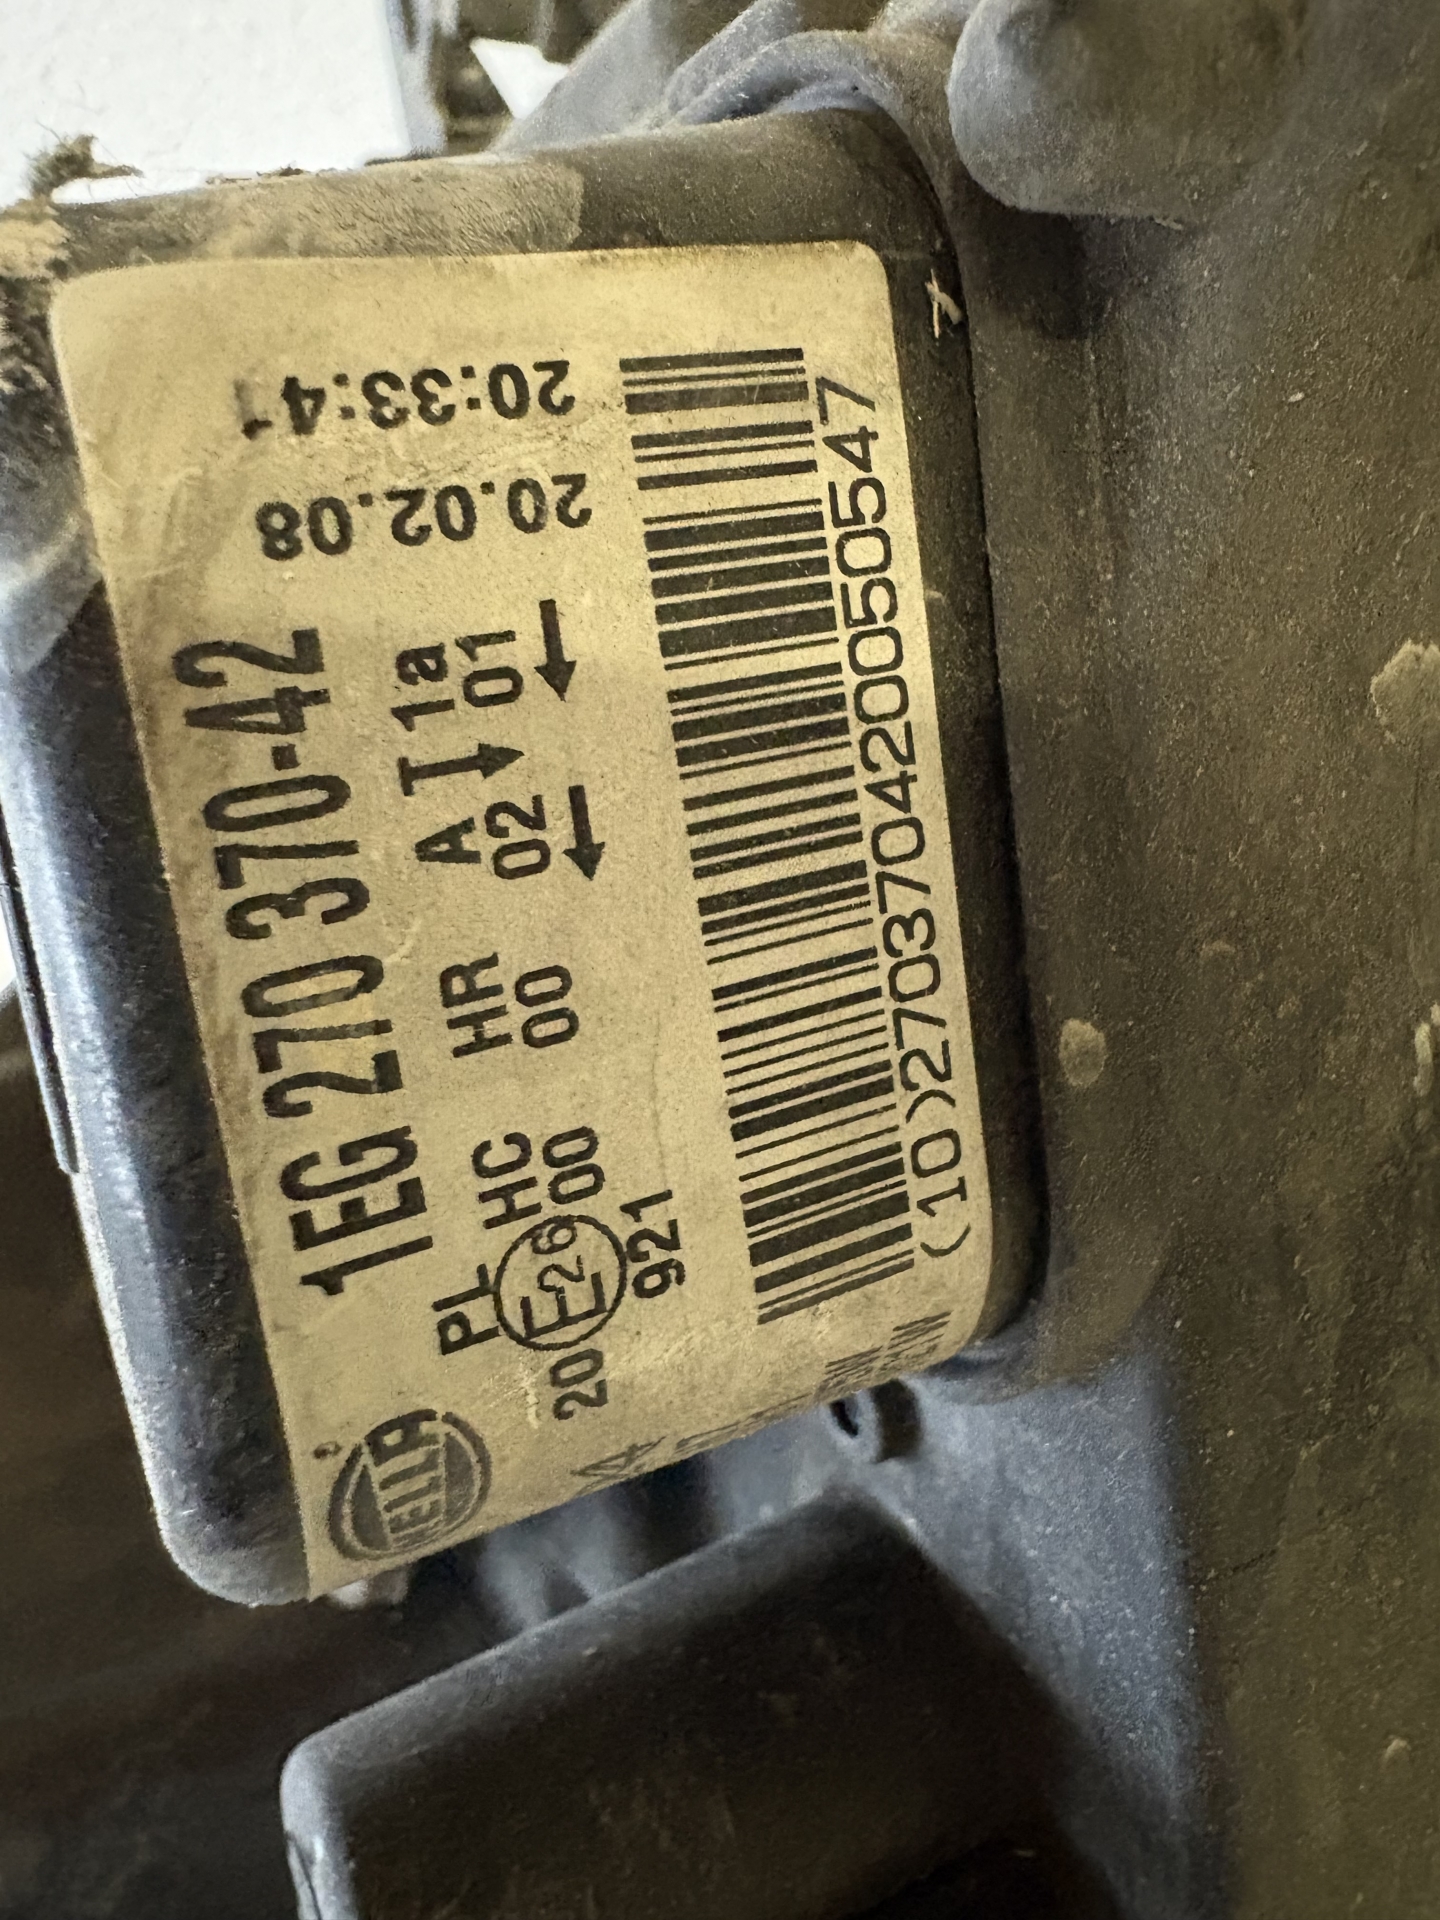 HELLA
1EG 270 370-42
PL HC HR A 1a
20 E26 00 00 02 01
921
20.02.08
20:33:41
(10)270370420050547